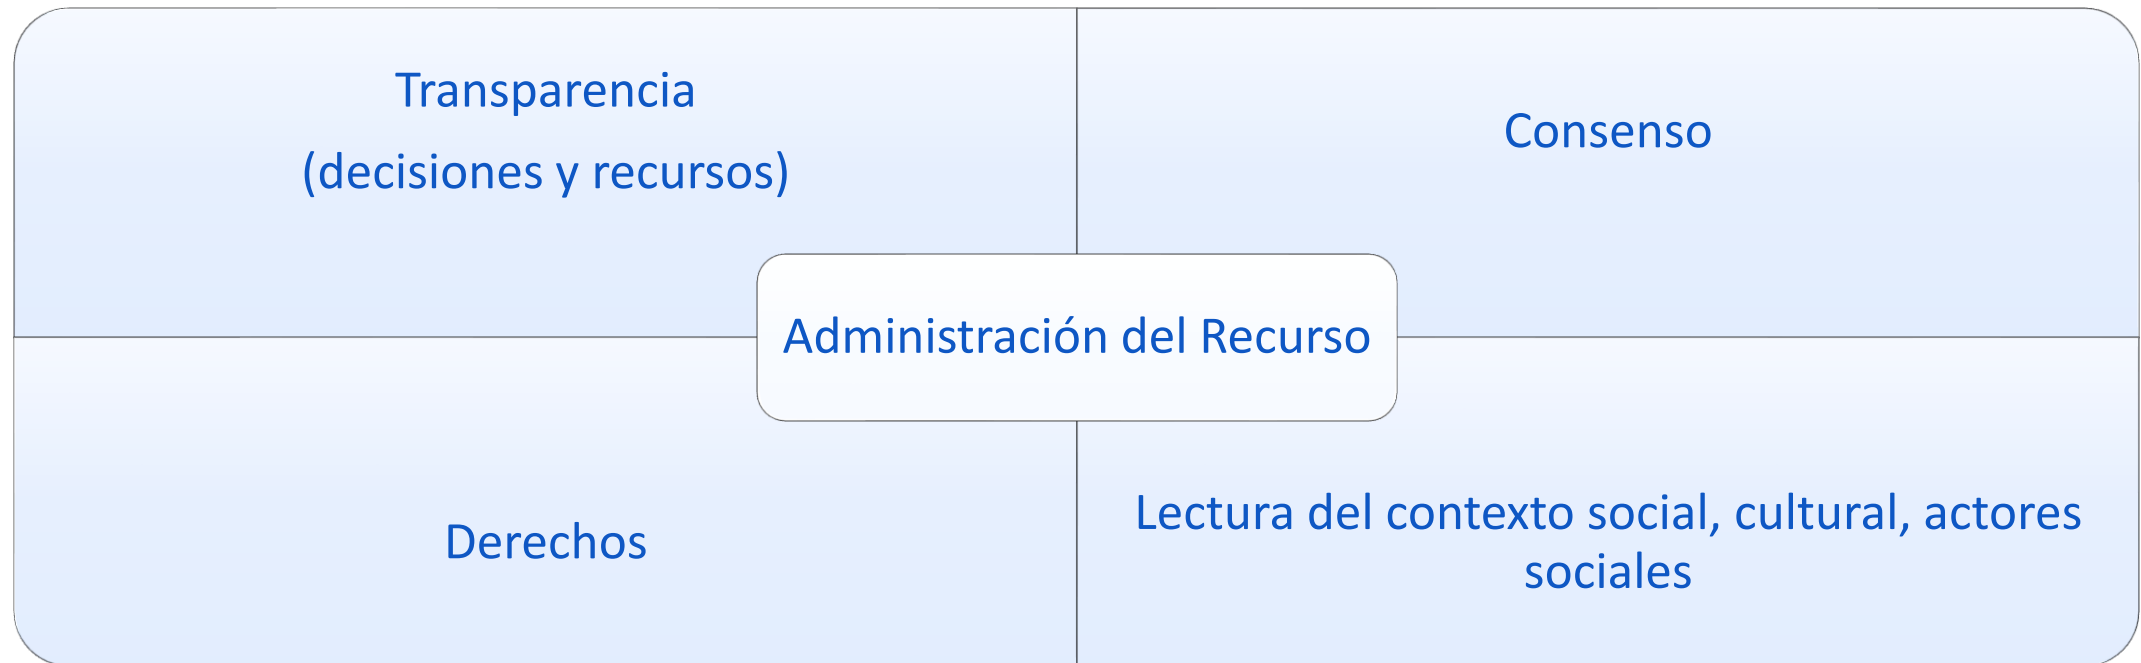 Transparencia
(decisiones y recursos)
Consenso
Administración del Recurso
Derechos
Lectura del contexto social, cultural, actores
sociales